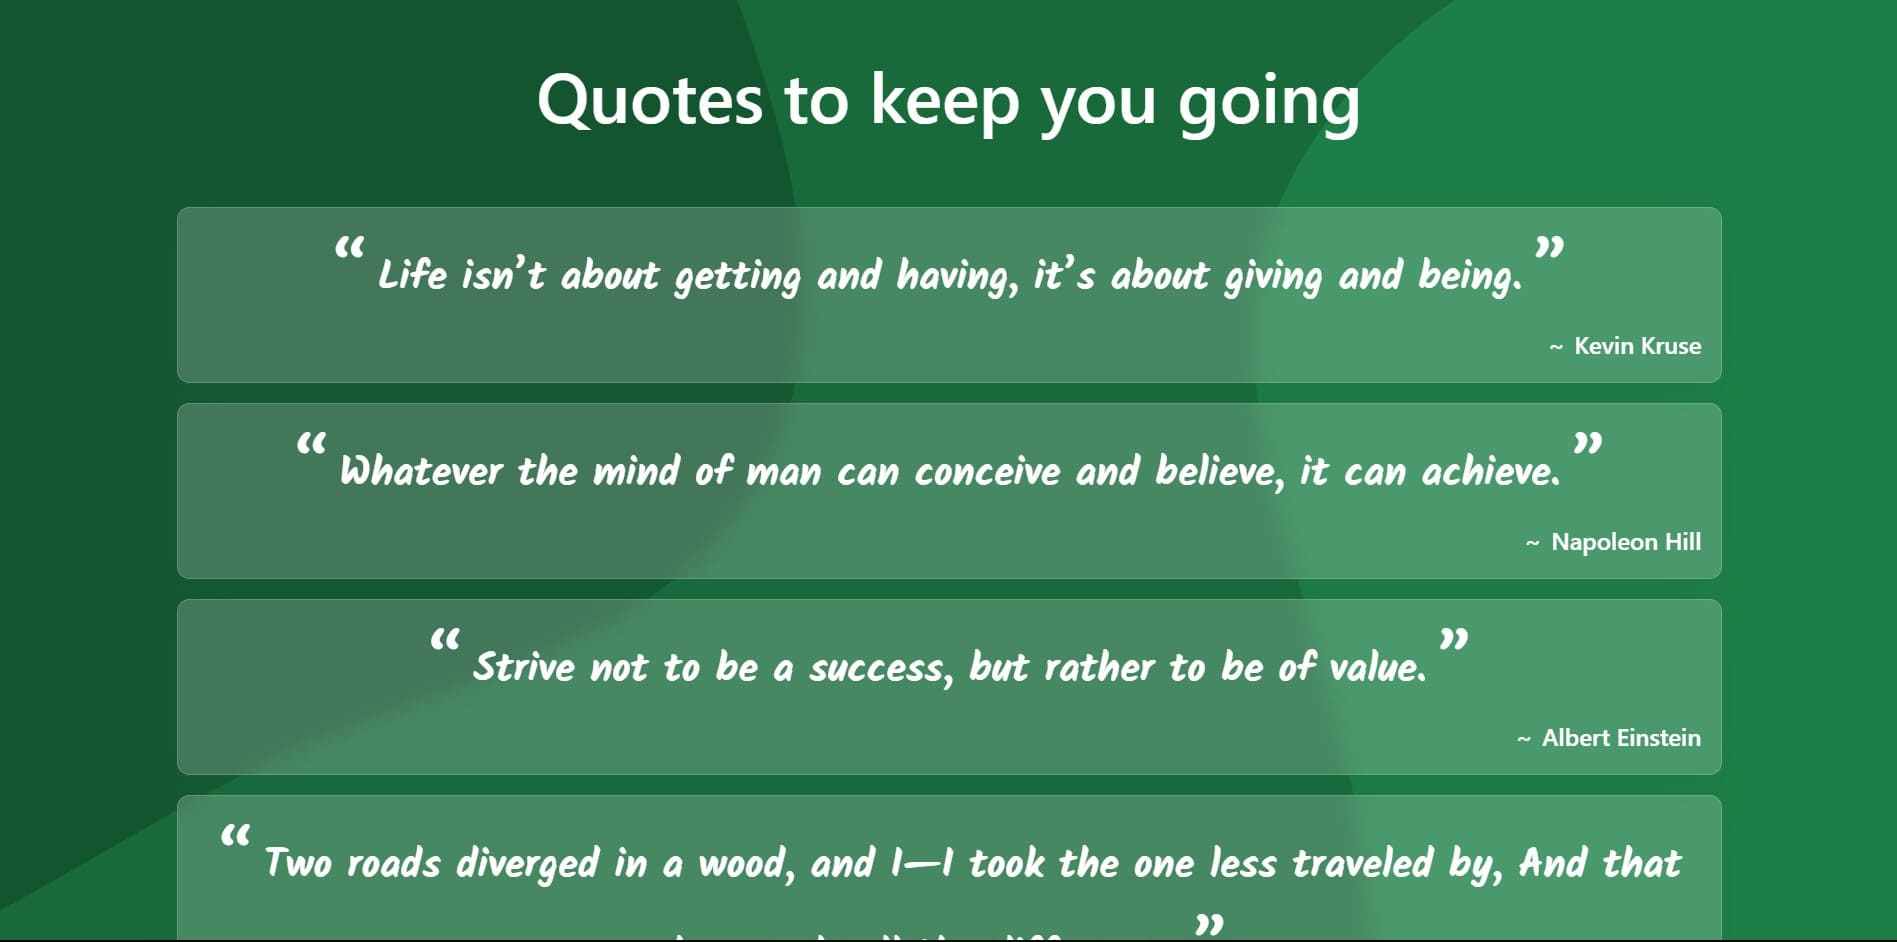 Quotes to keep you going
“ Life isn’t about getting and having, it’s about giving and being. ”
~ Kevin Kruse
“ Whatever the mind of man can conceive and believe, it can achieve. ”
~ Napoleon Hill
“ Strive not to be a success, but rather to be of value. ”
~ Albert Einstein
“ Two roads diverged in a wood, and I—I took the one less traveled by, And that
”